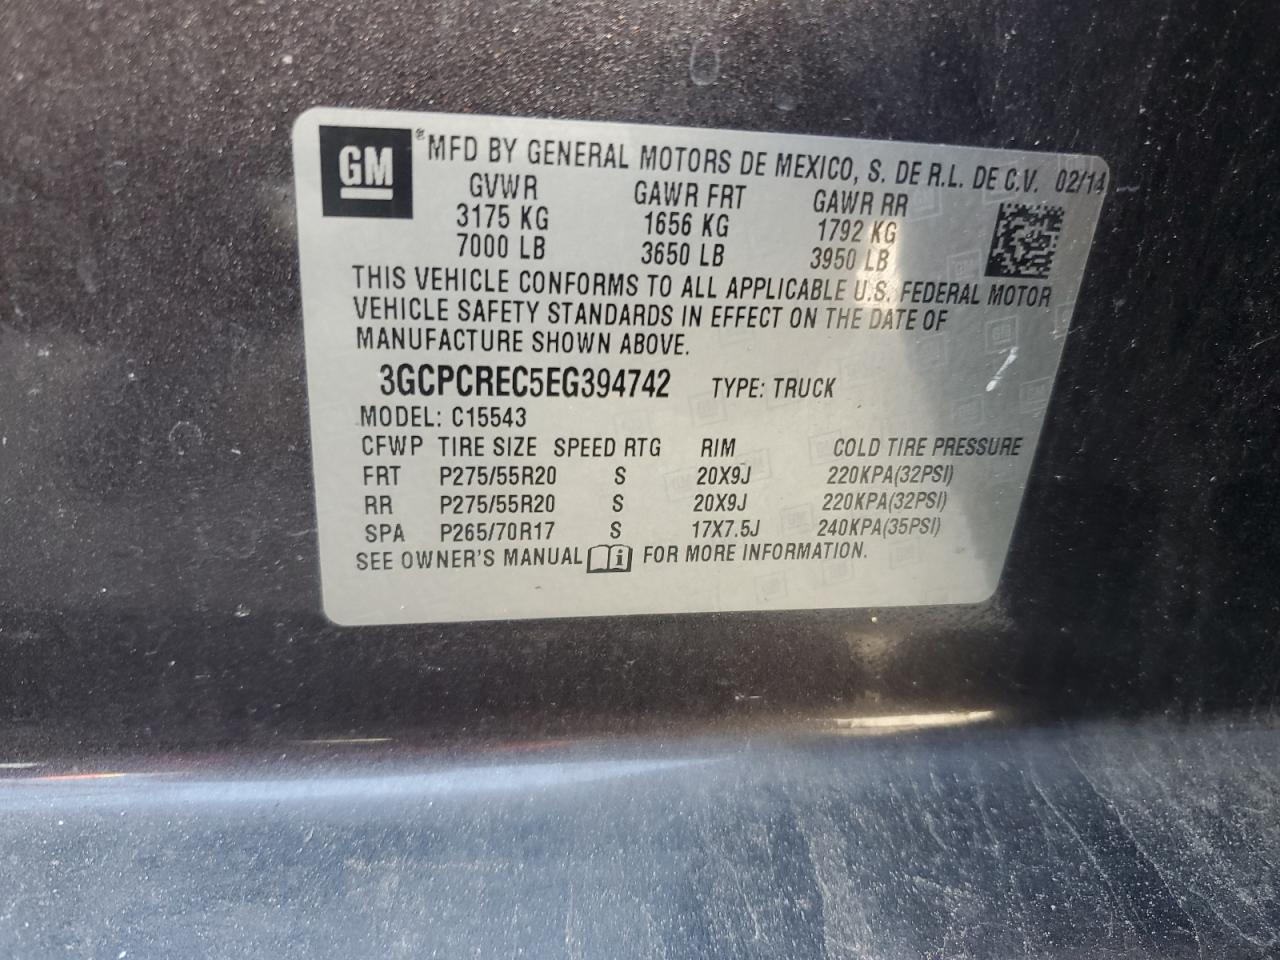 GM
® MFD BY GENERAL MOTORS DE MEXICO, S. DE R.L. DE C.V. 02/14
GVWR GAWR FRT GAWR RR
3175 KG 1656 KG 1792 KG
7000 LB 3650 LB 3950 LB
THIS VEHICLE CONFORMS TO ALL APPLICABLE U.S. FEDERAL MOTOR
VEHICLE SAFETY STANDARDS IN EFFECT ON THE DATE OF
MANUFACTURE SHOWN ABOVE.
3GCPCREC5EG394742 TYPE: TRUCK
MODEL: C15543
CFWP TIRE SIZE SPEED RTG RIM COLD TIRE PRESSURE
FRT P275/55R20 S 20X9J 220KPA(32PSI)
RR P275/55R20 S 20X9J 220KPA(32PSI)
SPA P265/70R17 S 17X7.5J 240KPA(35PSI)
SEE OWNER'S MANUAL i FOR MORE INFORMATION.